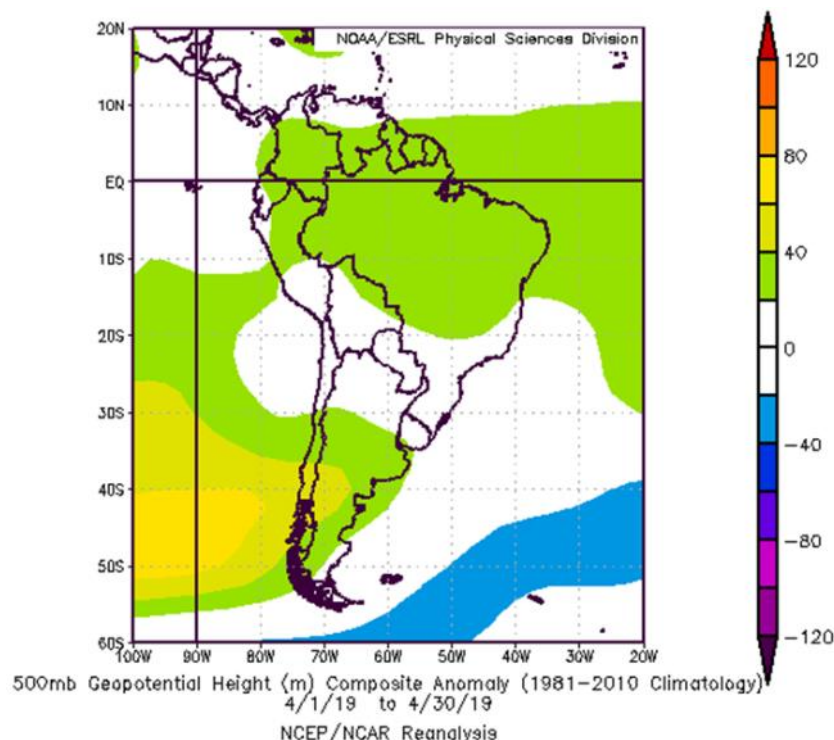 NOAA/ESRL Physical Sciences Division
20N
10N
EQ
10S
20S
30S
40S
50S
60S
100W 90W 80W 70W 60W 50W 40W 30W 20W
120
80
40
0
-40
-80
-120
500mb Geopotential Height (m) Composite Anomaly (1981-2010 Climatology)
4/1/19 to 4/30/19
NCEP/NCAR Reanalysis